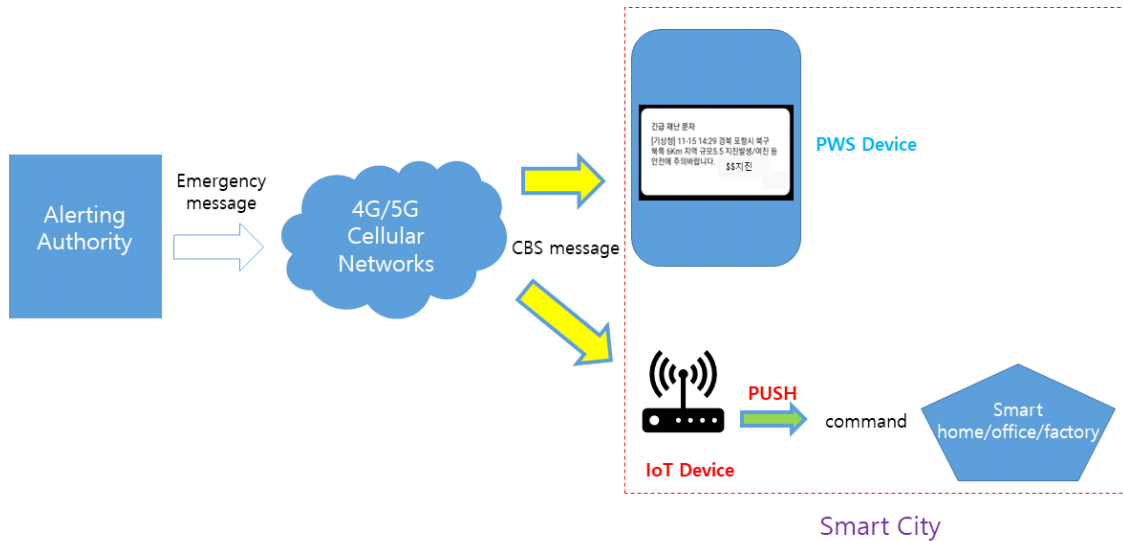 Alerting
Authority
Emergency
message
4G/5G
Cellular
Networks
CBS message
긴급 재난 문자
[기상청] 11-15 14:29 경북 포항시 북구
북쪽 6Km 지역 규모5.5 지진발생/여진 등
안전에 주의바랍니다.
$$지진
PWS Device
IoT Device
PUSH
command
Smart
home/office/factory
Smart City